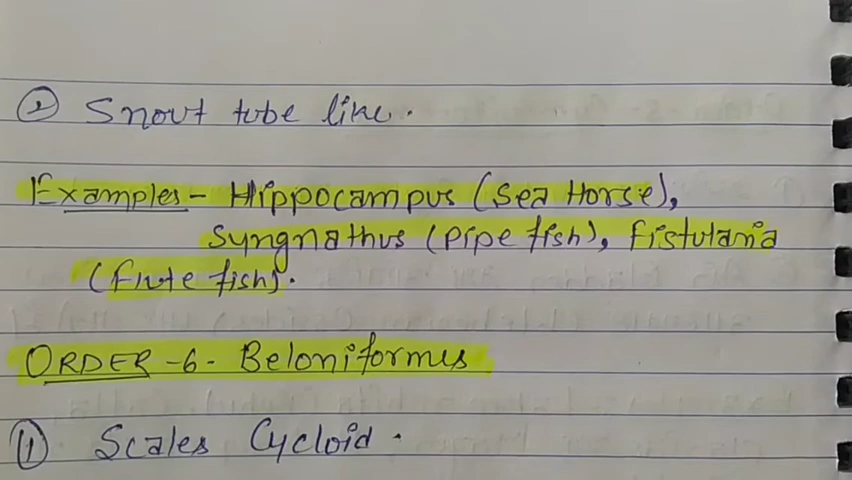 ② Snout tube like.
Examples - Hippocampus (Sea Horse),
Syngnathus (Pipe fish), Fistularia
(Flute fish).
ORDER -6- Beloniformes
① Scales Cycloid.